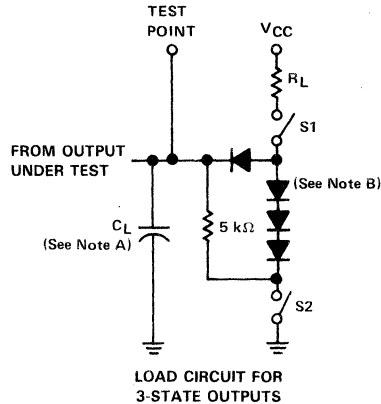 TEST
POINT
VCC
RL
S1
FROM OUTPUT
UNDER TEST
(See Note B)
CL
(See Note A)
5 kΩ
S2
LOAD CIRCUIT FOR
3-STATE OUTPUTS